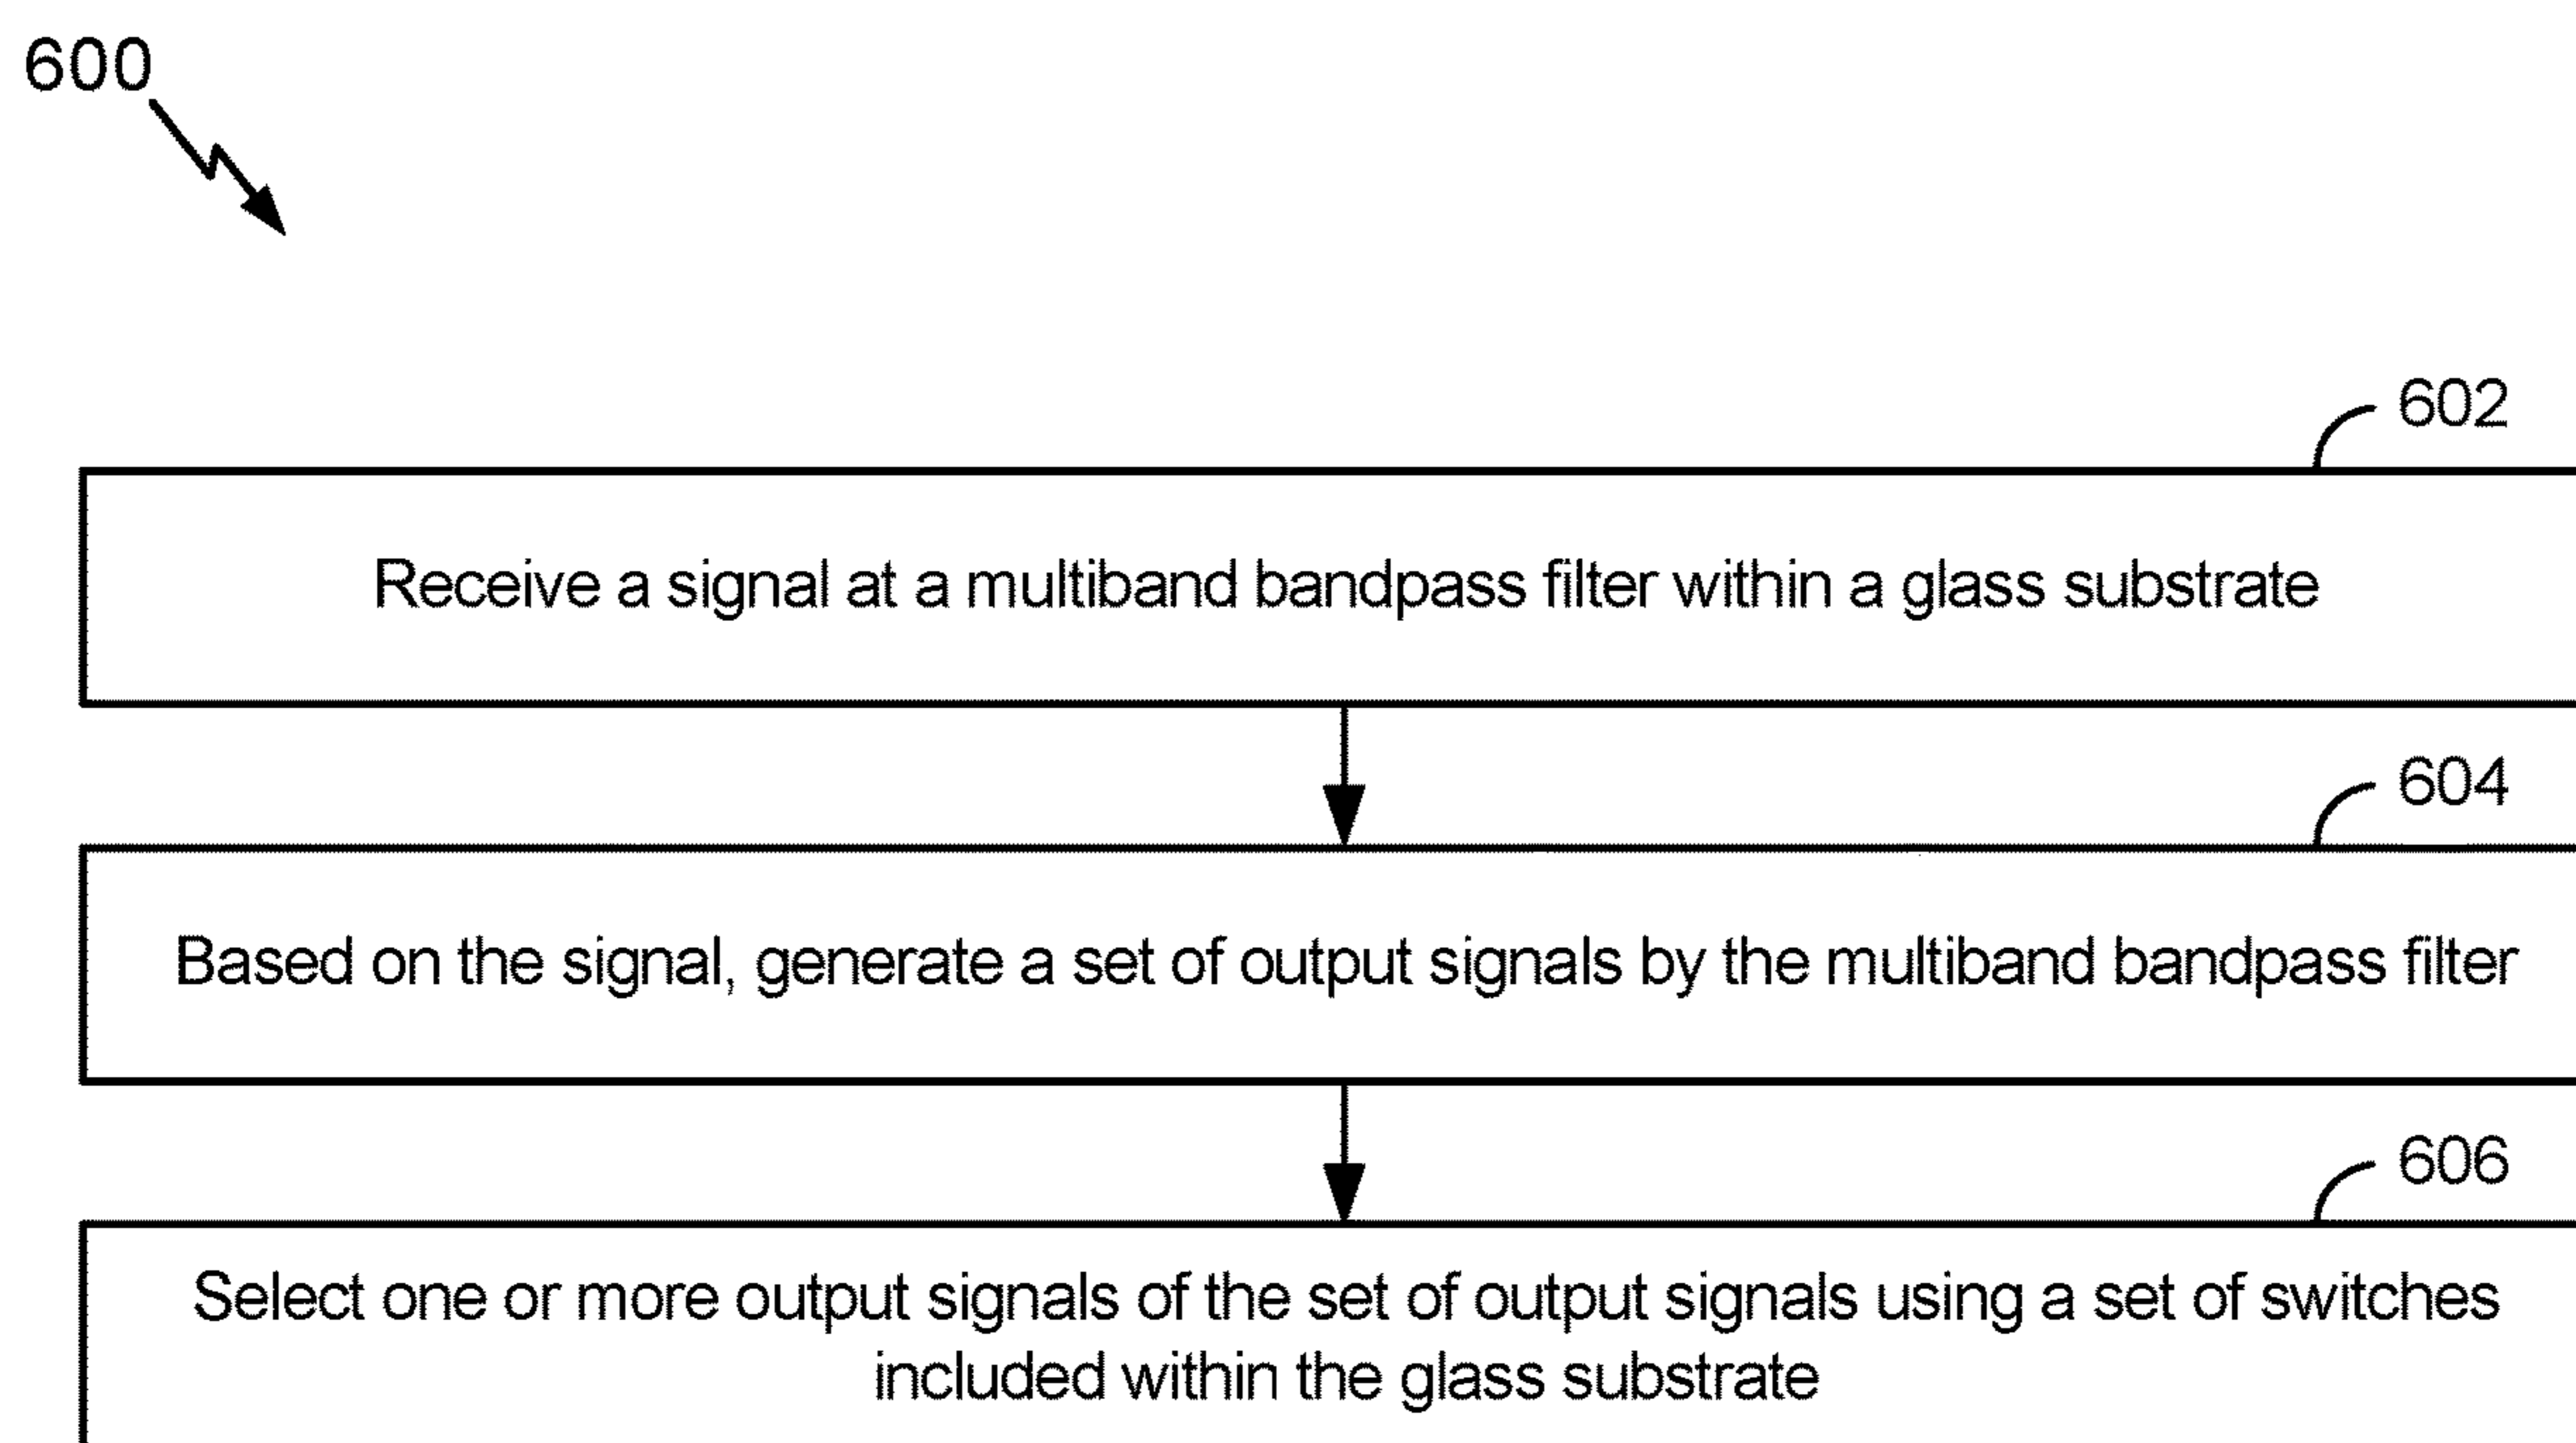 600
602
Receive a signal at a multiband bandpass filter within a glass substrate
604
Based on the signal, generate a set of output signals by the multiband bandpass filter
606
Select one or more output signals of the set of output signals using a set of switches
included within the glass substrate